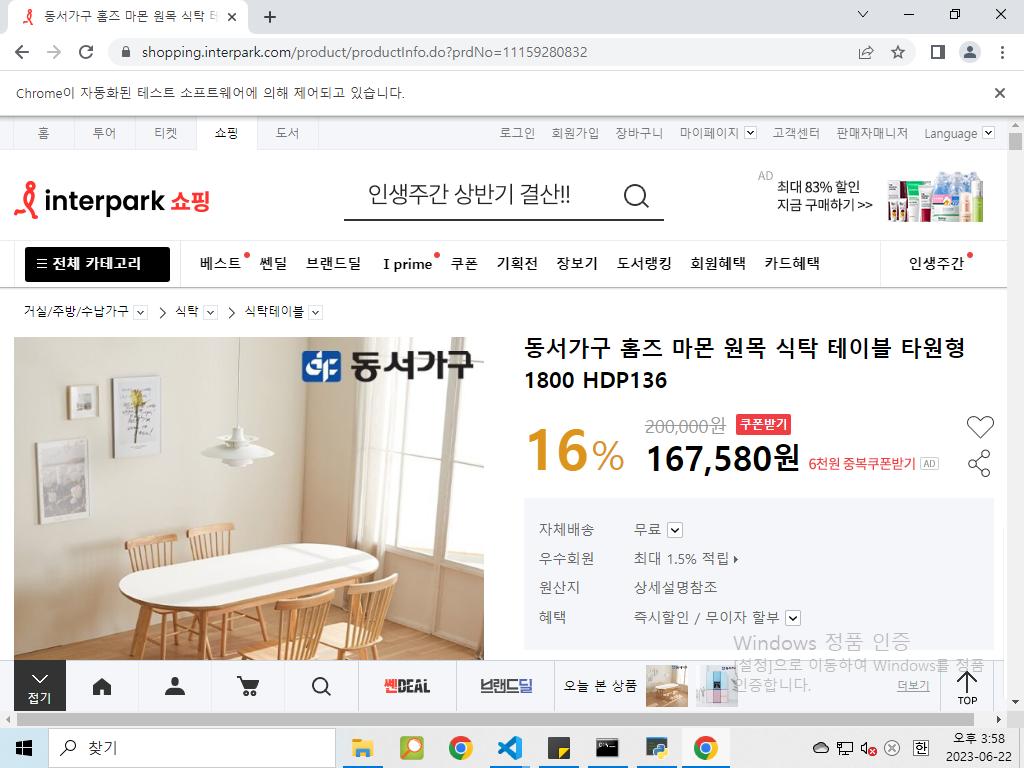 동서가구 홈즈 마몬 원목 식탁 테
shopping.interpark.com/product/productInfo.do?prdNo=11159280832
Chrome이 자동화된 테스트 소프트웨어에 의해 제어되고 있습니다.
홈 투어 티켓 쇼핑 도서 로그인 회원가입 장바구니 마이페이지 고객센터 판매자매니저 Language
interpark 쇼핑
인생주간 상반기 결산!!
AD 최대 83% 할인
지금 구매하기 >>
전체 카테고리 베스트 쎈딜 브랜드딜 I prime 쿠폰 기획전 장보기 도서랭킹 회원혜택 카드혜택 인생주간
거실/주방/수납가구 식탁 식탁테이블
동서가구
동서가구 홈즈 마몬 원목 식탁 테이블 타원형
1800 HDP136
200,000원 쿠폰받기
16% 167,580원 6천원 중복쿠폰받기 AD
자체배송 무료
우수회원 최대 1.5% 적립
원산지 상세설명참조
혜택 즉시할인 / 무이자 할부
Windows 정품 인증
[설정]으로 이동하여 Windows를 정품
인증합니다.
접기 쎈DEAL 브랜드딜 오늘 본 상품 더보기 TOP
찾기
한
오후 3:58
2023-06-22